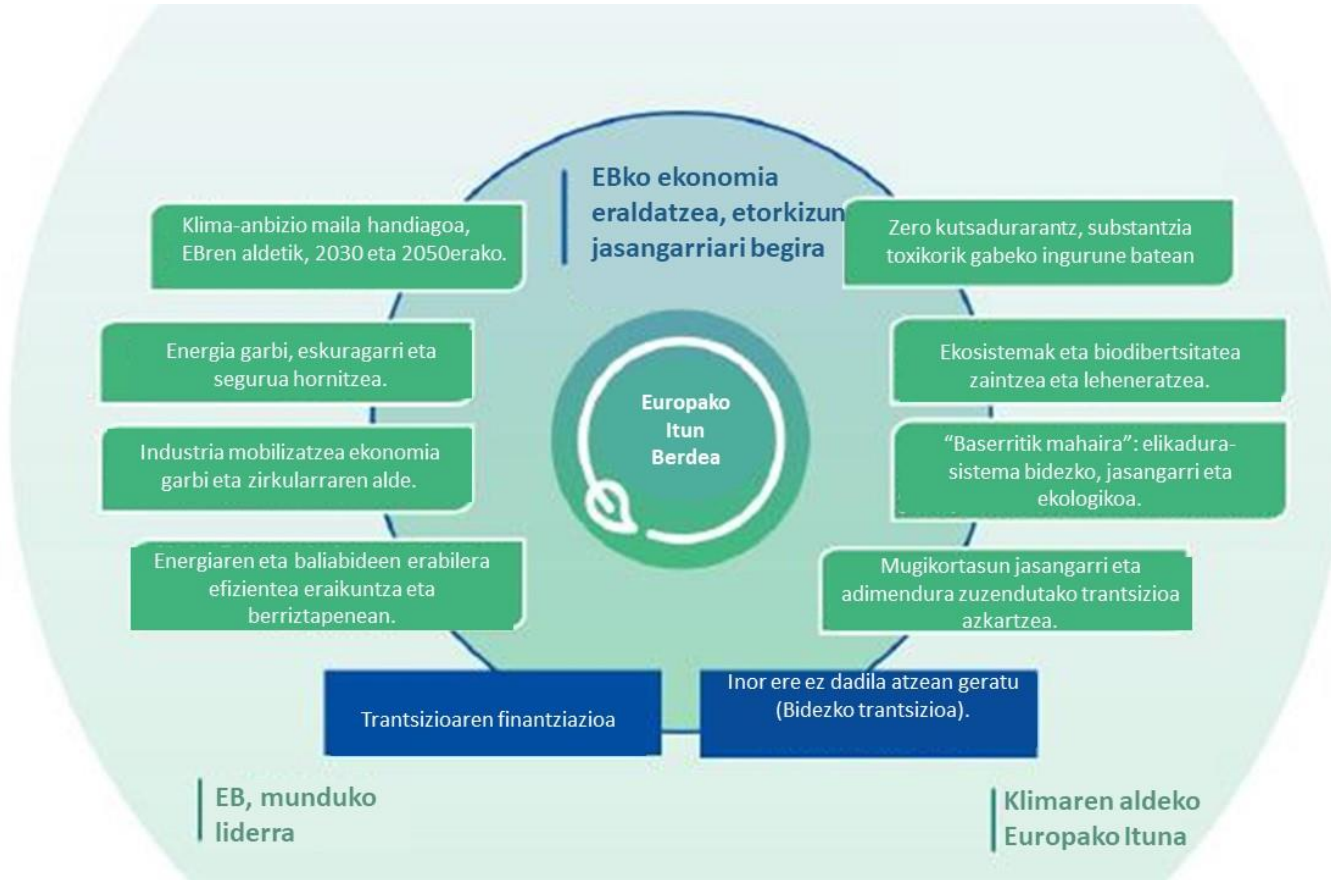 EBko ekonomia
eraldatzea, etorkizun
jasangarriari begira
Klima-anbizio maila handiagoa,
EBren aldetik, 2030 eta 2050erako.
Energia garbi, eskuragarri eta
segurua hornitzea.
Industria mobilizatzea ekonomia
garbi eta zirkularraren alde.
Energiaren eta baliabideen erabilera
efizientea eraikuntza eta
berriztapenean.
Europako
Itun
Berdea
Zero kutsadurarantz, substantzia
toxikorik gabeko ingurune batean
Ekosistemak eta biodibertsitatea
zaintzea eta leheneratzea.
“Baserritik mahaira”: elikadura-
sistema bidezko, jasangarri eta
ekologikoa.
Mugikortasun jasangarri eta
adimendura zuzendutako trantsizioa
azkartzea.
Trantsizioaren finantziazioa
Inor ere ez dadila atzean geratu
(Bidezko trantsizioa).
EB, munduko
liderra
Klimaren aldeko
Europako Ituna